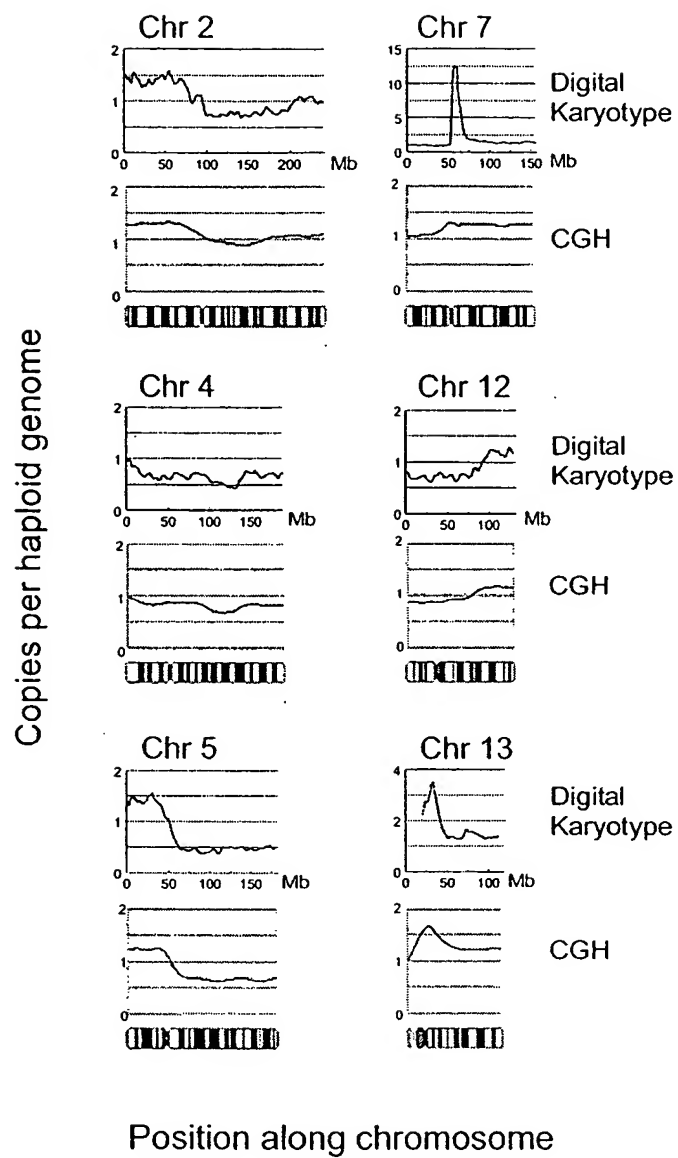 Chr 2
Chr 7
2
1
0
0 50 100 150 200 Mb
15
10
5
0
0 50 100 150 Mb
Digital
Karyotype
2
1
0
2
1
0
CGH
Copies per haploid genome
Chr 4
Chr 12
2
1
0
0 50 100 150 Mb
2
1
0
0 50 100 Mb
Digital
Karyotype
2
1
0
2
1
0
CGH
Chr 5
Chr 13
2
1
0
0 50 100 150 Mb
4
2
0
0 50 100 Mb
Digital
Karyotype
2
1
0
2
1
0
CGH
Position along chromosome